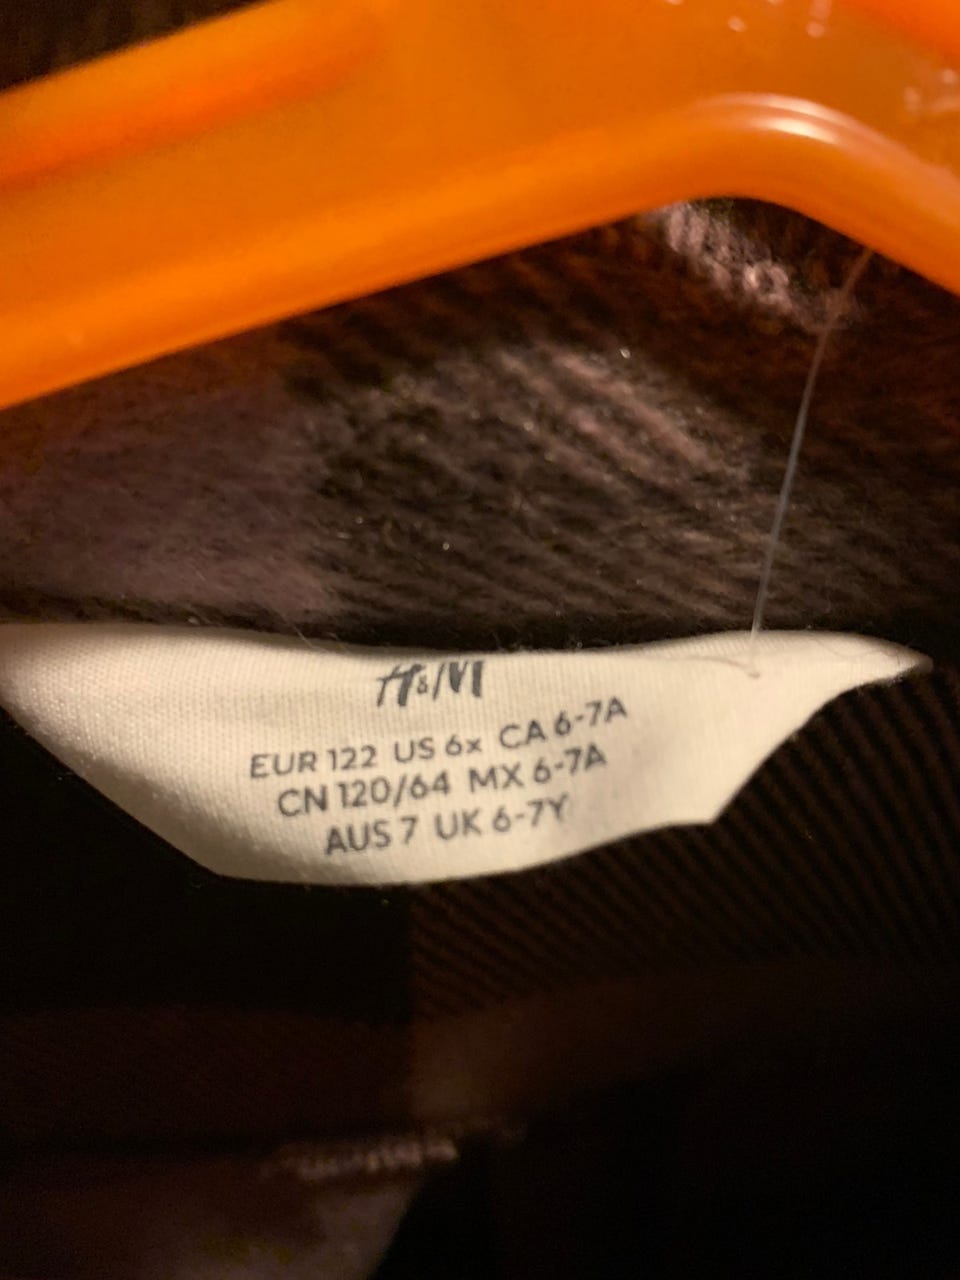 H&M
EUR 122 US 6x CA 6-7A
CN 120/64 MX 6-7A
AUS 7 UK 6-7Y